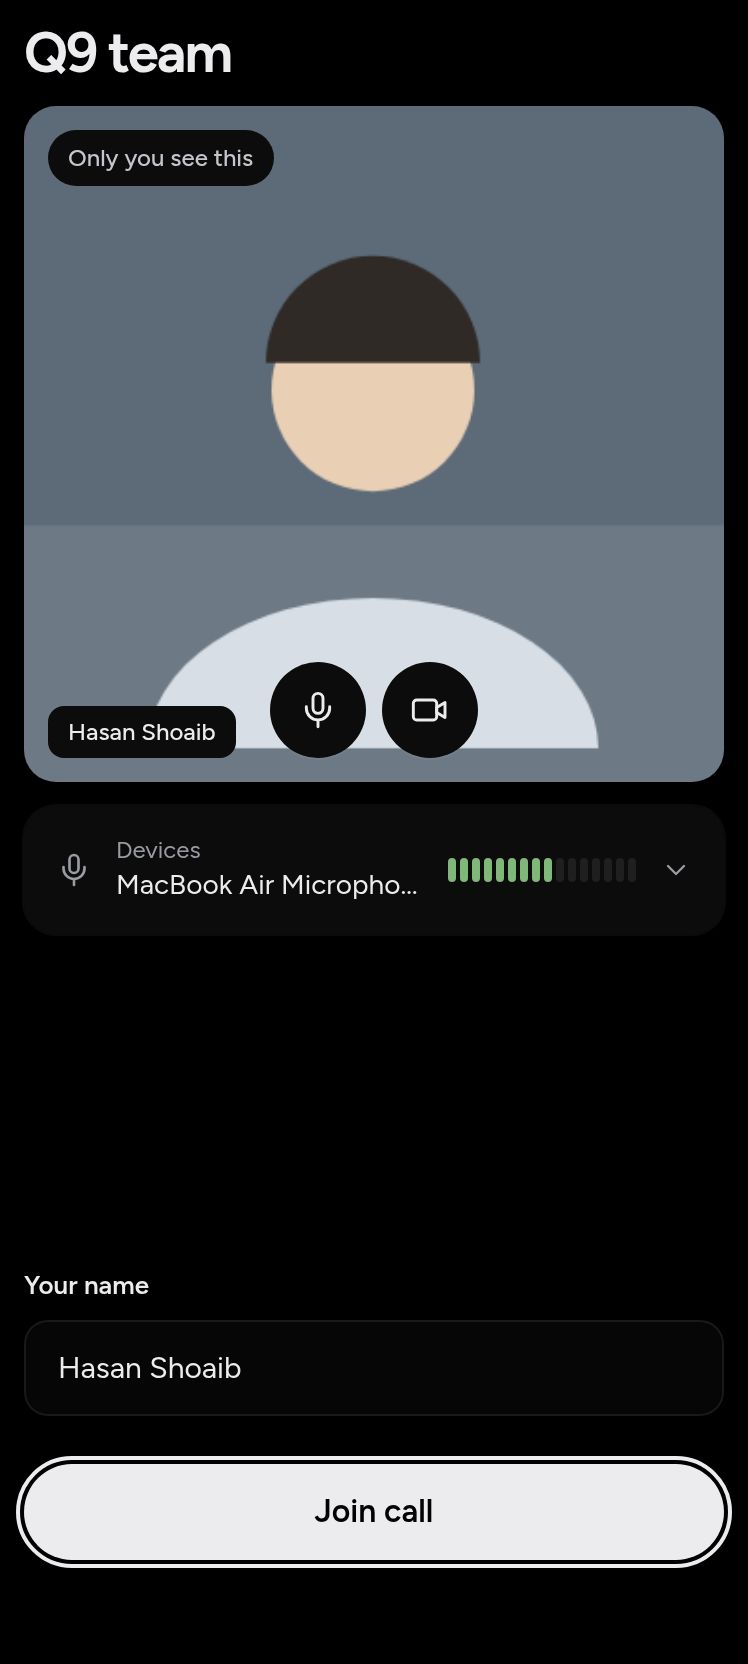 Q9 team
Only you see this
Hasan Shoaib
Devices
MacBook Air Micropho...
Your name
Hasan Shoaib
Join call